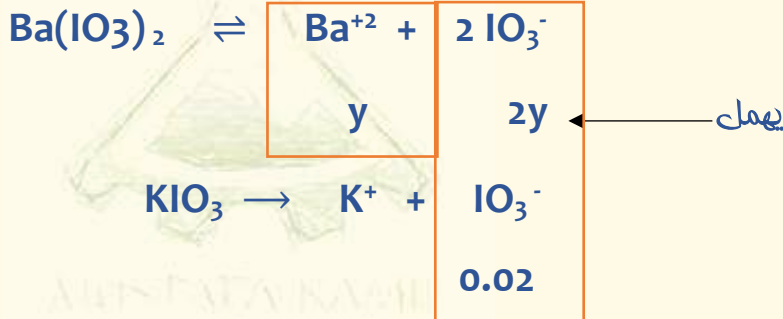 Ba(IO3)₂ ⇌ Ba⁺² + 2 IO₃⁻
y 2y يهمل
KIO₃ → K⁺ + IO₃⁻
0.02